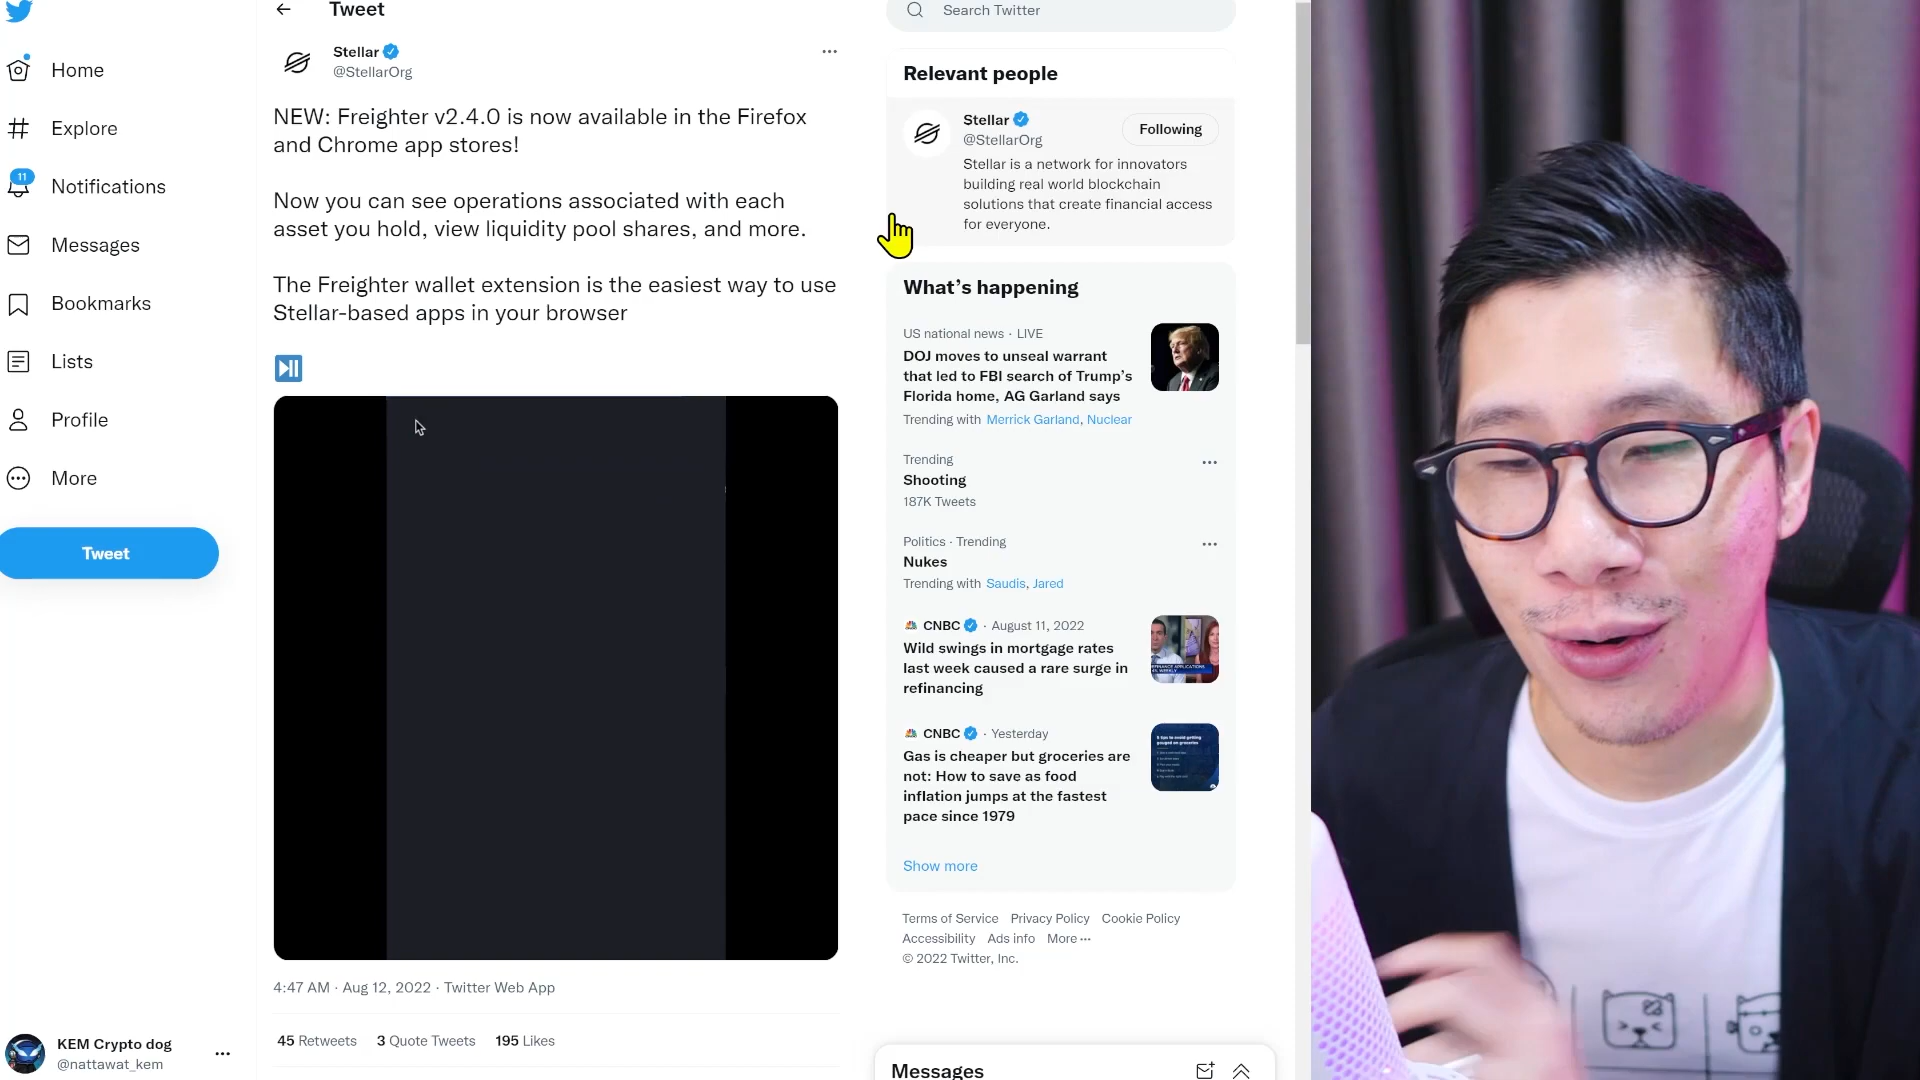 Home
Explore
11
Notifications
Messages
Bookmarks
Lists
Profile
More
Tweet
KEM Crypto dog
@nattawat_kem
Tweet
Stellar
@StellarOrg
NEW: Freighter v2.4.0 is now available in the Firefox
and Chrome app stores!
Now you can see operations associated with each
asset you hold, view liquidity pool shares, and more.
The Freighter wallet extension is the easiest way to use
Stellar-based apps in your browser
4:47 AM · Aug 12, 2022 · Twitter Web App
45 Retweets 3 Quote Tweets 195 Likes
Search Twitter
Relevant people
Stellar
@StellarOrg
Following
Stellar is a network for innovators
building real world blockchain
solutions that create financial access
for everyone.
What's happening
US national news · LIVE
DOJ moves to unseal warrant
that led to FBI search of Trump's
Florida home, AG Garland says
Trending with Merrick Garland, Nuclear
Trending
Shooting
187K Tweets
Politics · Trending
Nukes
Trending with Saudis, Jared
CNBC · August 11, 2022
Wild swings in mortgage rates
last week caused a rare surge in
refinancing
CNBC · Yesterday
Gas is cheaper but groceries are
not: How to save as food
inflation jumps at the fastest
pace since 1979
Show more
Terms of Service Privacy Policy Cookie Policy
Accessibility Ads info More ···
© 2022 Twitter, Inc.
Messages